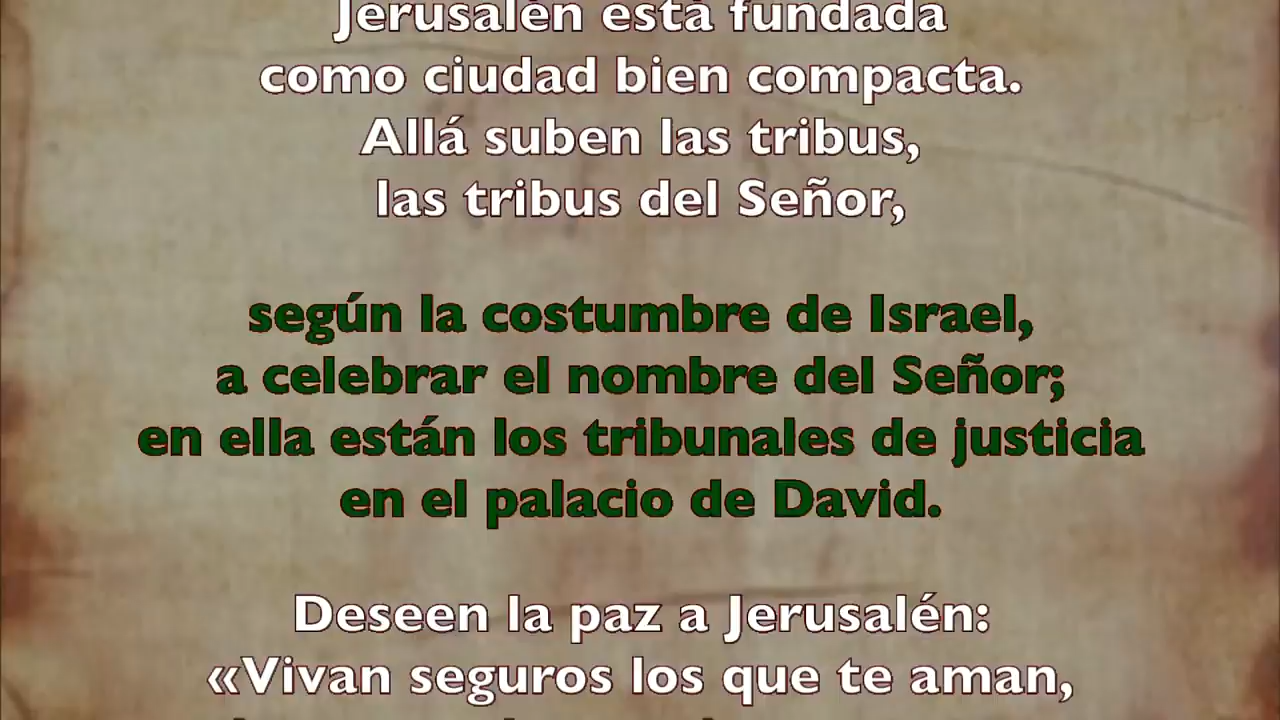 Jerusalén está fundada
como ciudad bien compacta.
Allá suben las tribus,
las tribus del Señor,
según la costumbre de Israel,
a celebrar el nombre del Señor;
en ella están los tribunales de justicia
en el palacio de David.
Deseen la paz a Jerusalén:
«Vivan seguros los que te aman,